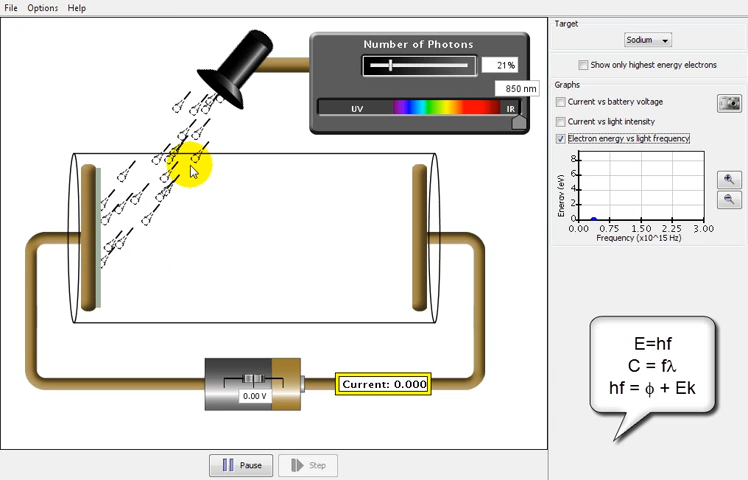 File Options Help
Number of Photons
21%
850 nm
UV
IR
0.00 V
Current: 0.000
Pause
Step
Target
Sodium
Show only highest energy electrons
Graphs
Current vs battery voltage
Current vs light intensity
Electron energy vs light frequency
Energy (eV)
8
6
4
2
0
0.00 0.75 1.50 2.25 3.00
Frequency (x10^15 Hz)
E=hf
C = fλ
hf = ϕ + Ek